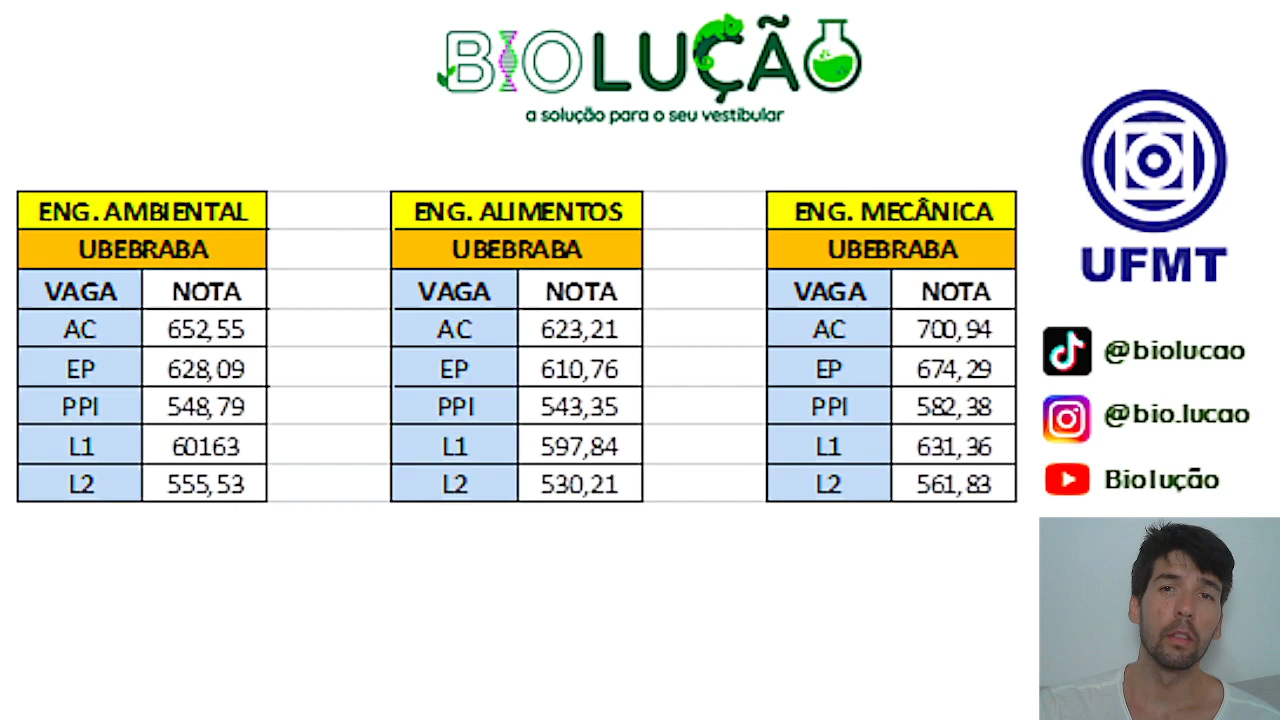 BIOLUÇÃO
a solução para o seu vestibular
UFMT
ENG. AMBIENTAL
UBEBRABA
VAGA NOTA
AC 652,55
EP 628,09
PPI 548,79
L1 60163
L2 555,53
ENG. ALIMENTOS
UBEBRABA
VAGA NOTA
AC 623,21
EP 610,76
PPI 543,35
L1 597,84
L2 530,21
ENG. MECÂNICA
UBEBRABA
VAGA NOTA
AC 700,94
EP 674,29
PPI 582,38
L1 631,36
L2 561,83
@biolucao
@bio.lucao
Biolução